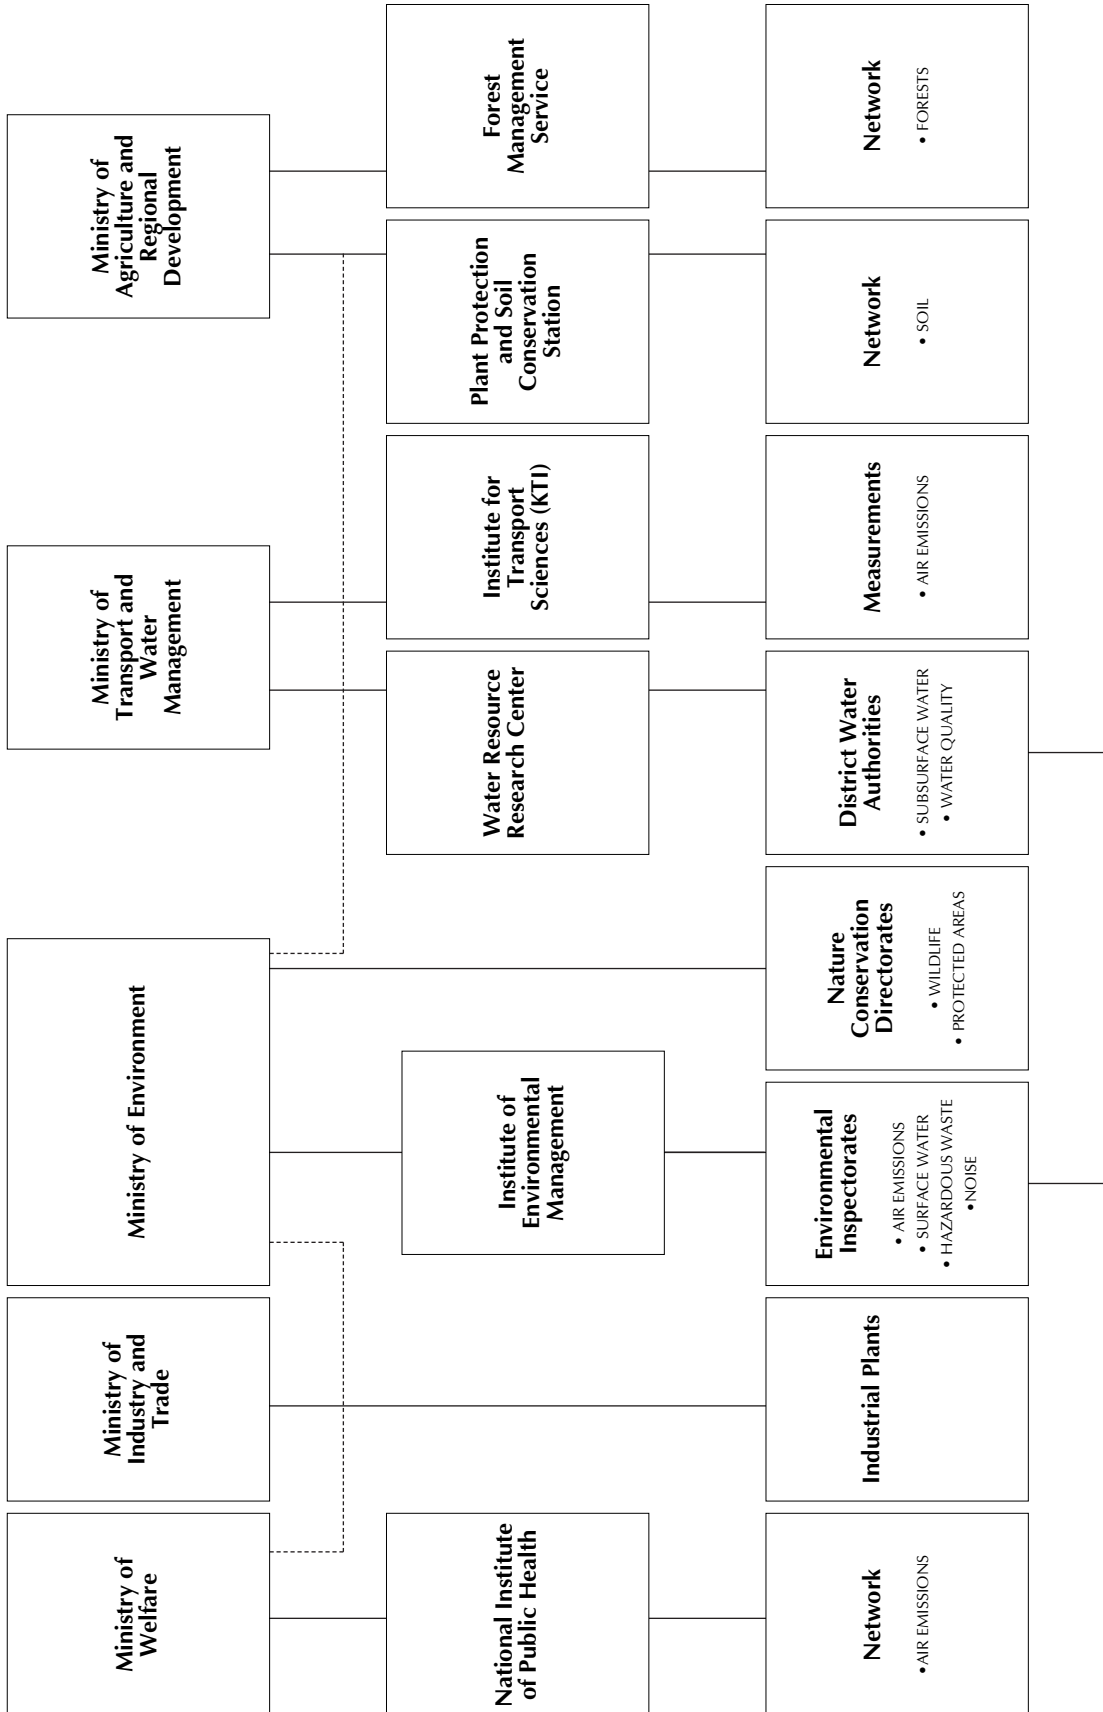 Ministry of
Welfare
Ministry of
Industry and
Trade
Ministry of Environment
Ministry of
Transport and
Water
Management
Ministry of
Agriculture and
Regional
Development
National Institute
of Public Health
Institute of
Environmental
Management
Water Resource
Research Center
Institute for
Transport
Sciences (KTI)
Plant Protection
and Soil
Conservation
Station
Forest
Management
Service
Network
•AIR EMISSIONS
Industrial Plants
Environmental
Inspectorates
• AIR EMISSIONS
• SURFACE WATER
• HAZARDOUS WASTE
•NOISE
Nature
Conservation
Directorates
• WILDLIFE
• PROTECTED AREAS
District Water
Authorities
• SUBSURFACE WATER
• WATER QUALITY
Measurements
• AIR EMISSIONS
Network
• SOIL
Network
• FORESTS